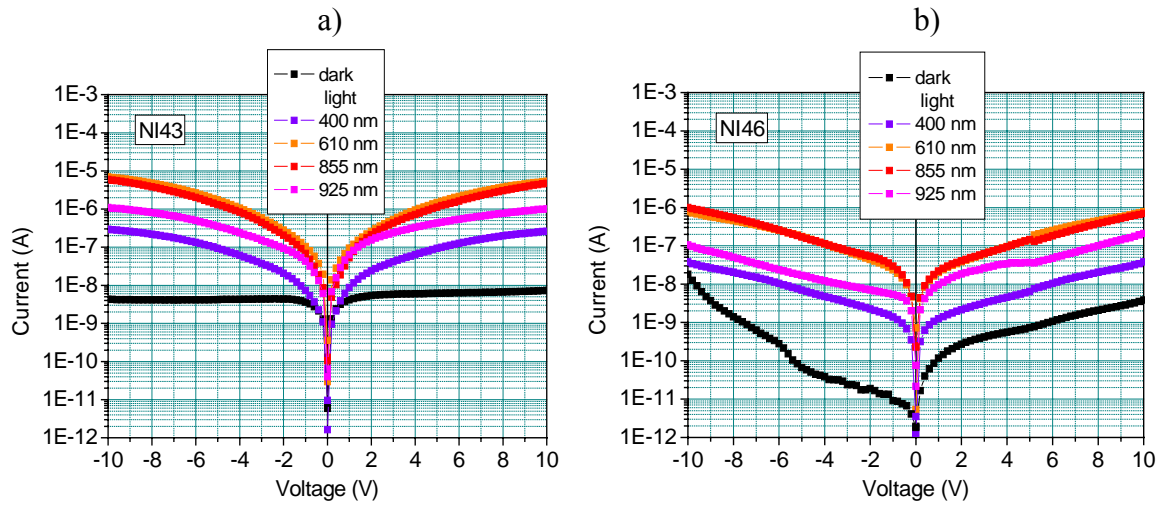 a)
dark
light
400 nm
610 nm
855 nm
925 nm
NI43
1E-3
1E-4
1E-5
1E-6
1E-7
1E-8
1E-9
1E-10
1E-11
1E-12
Current (A)
-10 -8 -6 -4 -2 0 2 4 6 8 10
Voltage (V)
b)
dark
light
400 nm
610 nm
855 nm
925 nm
NI46
1E-3
1E-4
1E-5
1E-6
1E-7
1E-8
1E-9
1E-10
1E-11
1E-12
Current (A)
-10 -8 -6 -4 -2 0 2 4 6 8 10
Voltage (V)